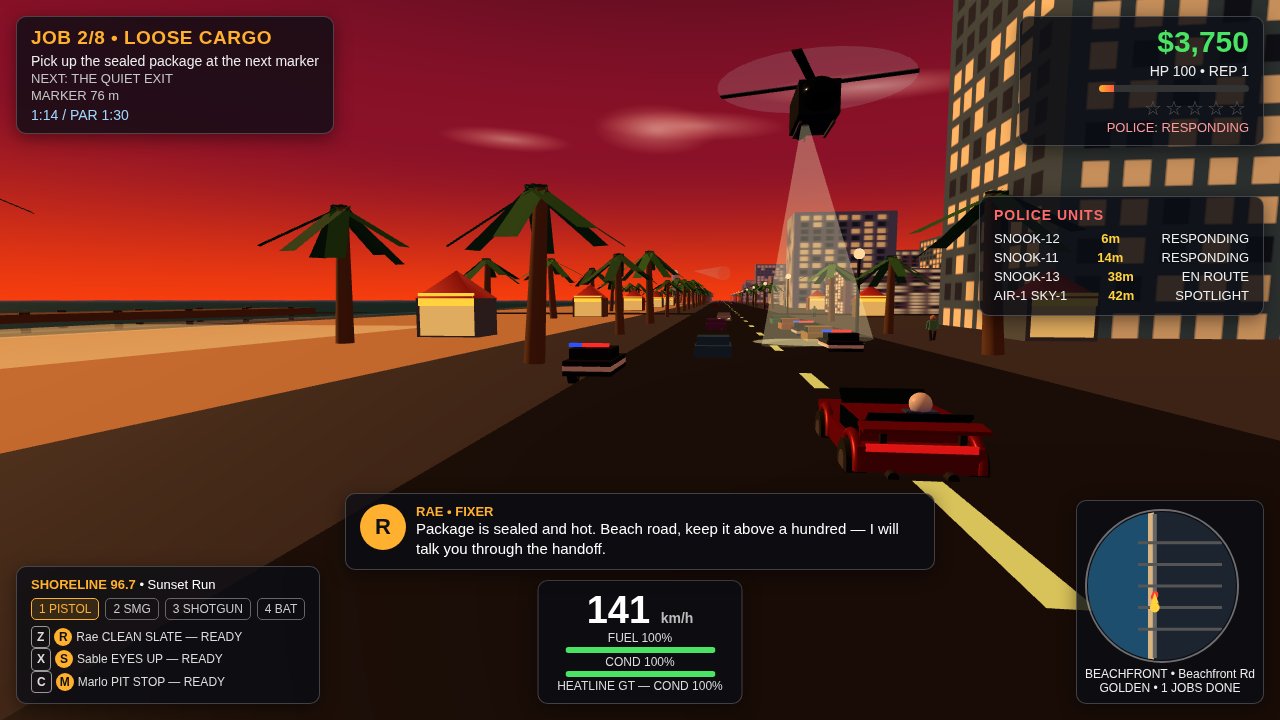 JOB 2/8 • LOOSE CARGO
Pick up the sealed package at the next marker
NEXT: THE QUIET EXIT
MARKER 76 m
1:14 / PAR 1:30
$3,750
HP 100 • REP 1
☆☆☆☆☆
POLICE: RESPONDING
POLICE UNITS
SNOOK-12 6m RESPONDING
SNOOK-11 14m RESPONDING
SNOOK-13 38m EN ROUTE
AIR-1 SKY-1 42m SPOTLIGHT
R
RAE • FIXER
Package is sealed and hot. Beach road, keep it above a hundred — I will
talk you through the handoff.
SHORELINE 96.7 • Sunset Run
1 PISTOL 2 SMG 3 SHOTGUN 4 BAT
Z R Rae CLEAN SLATE — READY
X S Sable EYES UP — READY
C M Marlo PIT STOP — READY
141 km/h
FUEL 100%
COND 100%
HEATLINE GT — COND 100%
BEACHFRONT • Beachfront Rd
GOLDEN • 1 JOBS DONE